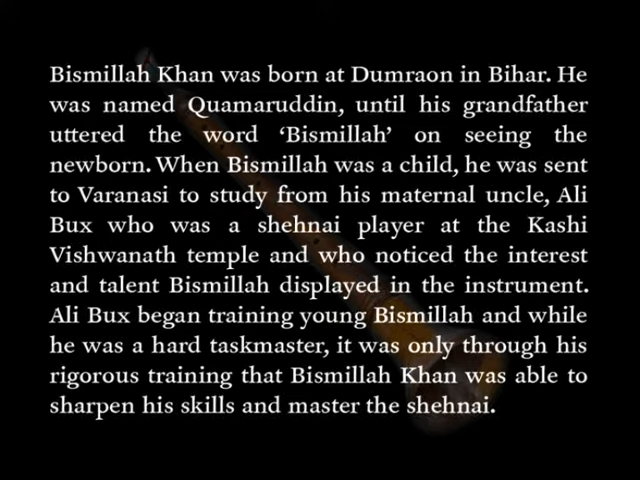 Bismillah Khan was born at Dumraon in Bihar. He
was named Quamaruddin, until his grandfather
uttered the word ‘Bismillah’ on seeing the
newborn. When Bismillah was a child, he was sent
to Varanasi to study from his maternal uncle, Ali
Bux who was a shehnai player at the Kashi
Vishwanath temple and who noticed the interest
and talent Bismillah displayed in the instrument.
Ali Bux began training young Bismillah and while
he was a hard taskmaster, it was only through his
rigorous training that Bismillah Khan was able to
sharpen his skills and master the shehnai.